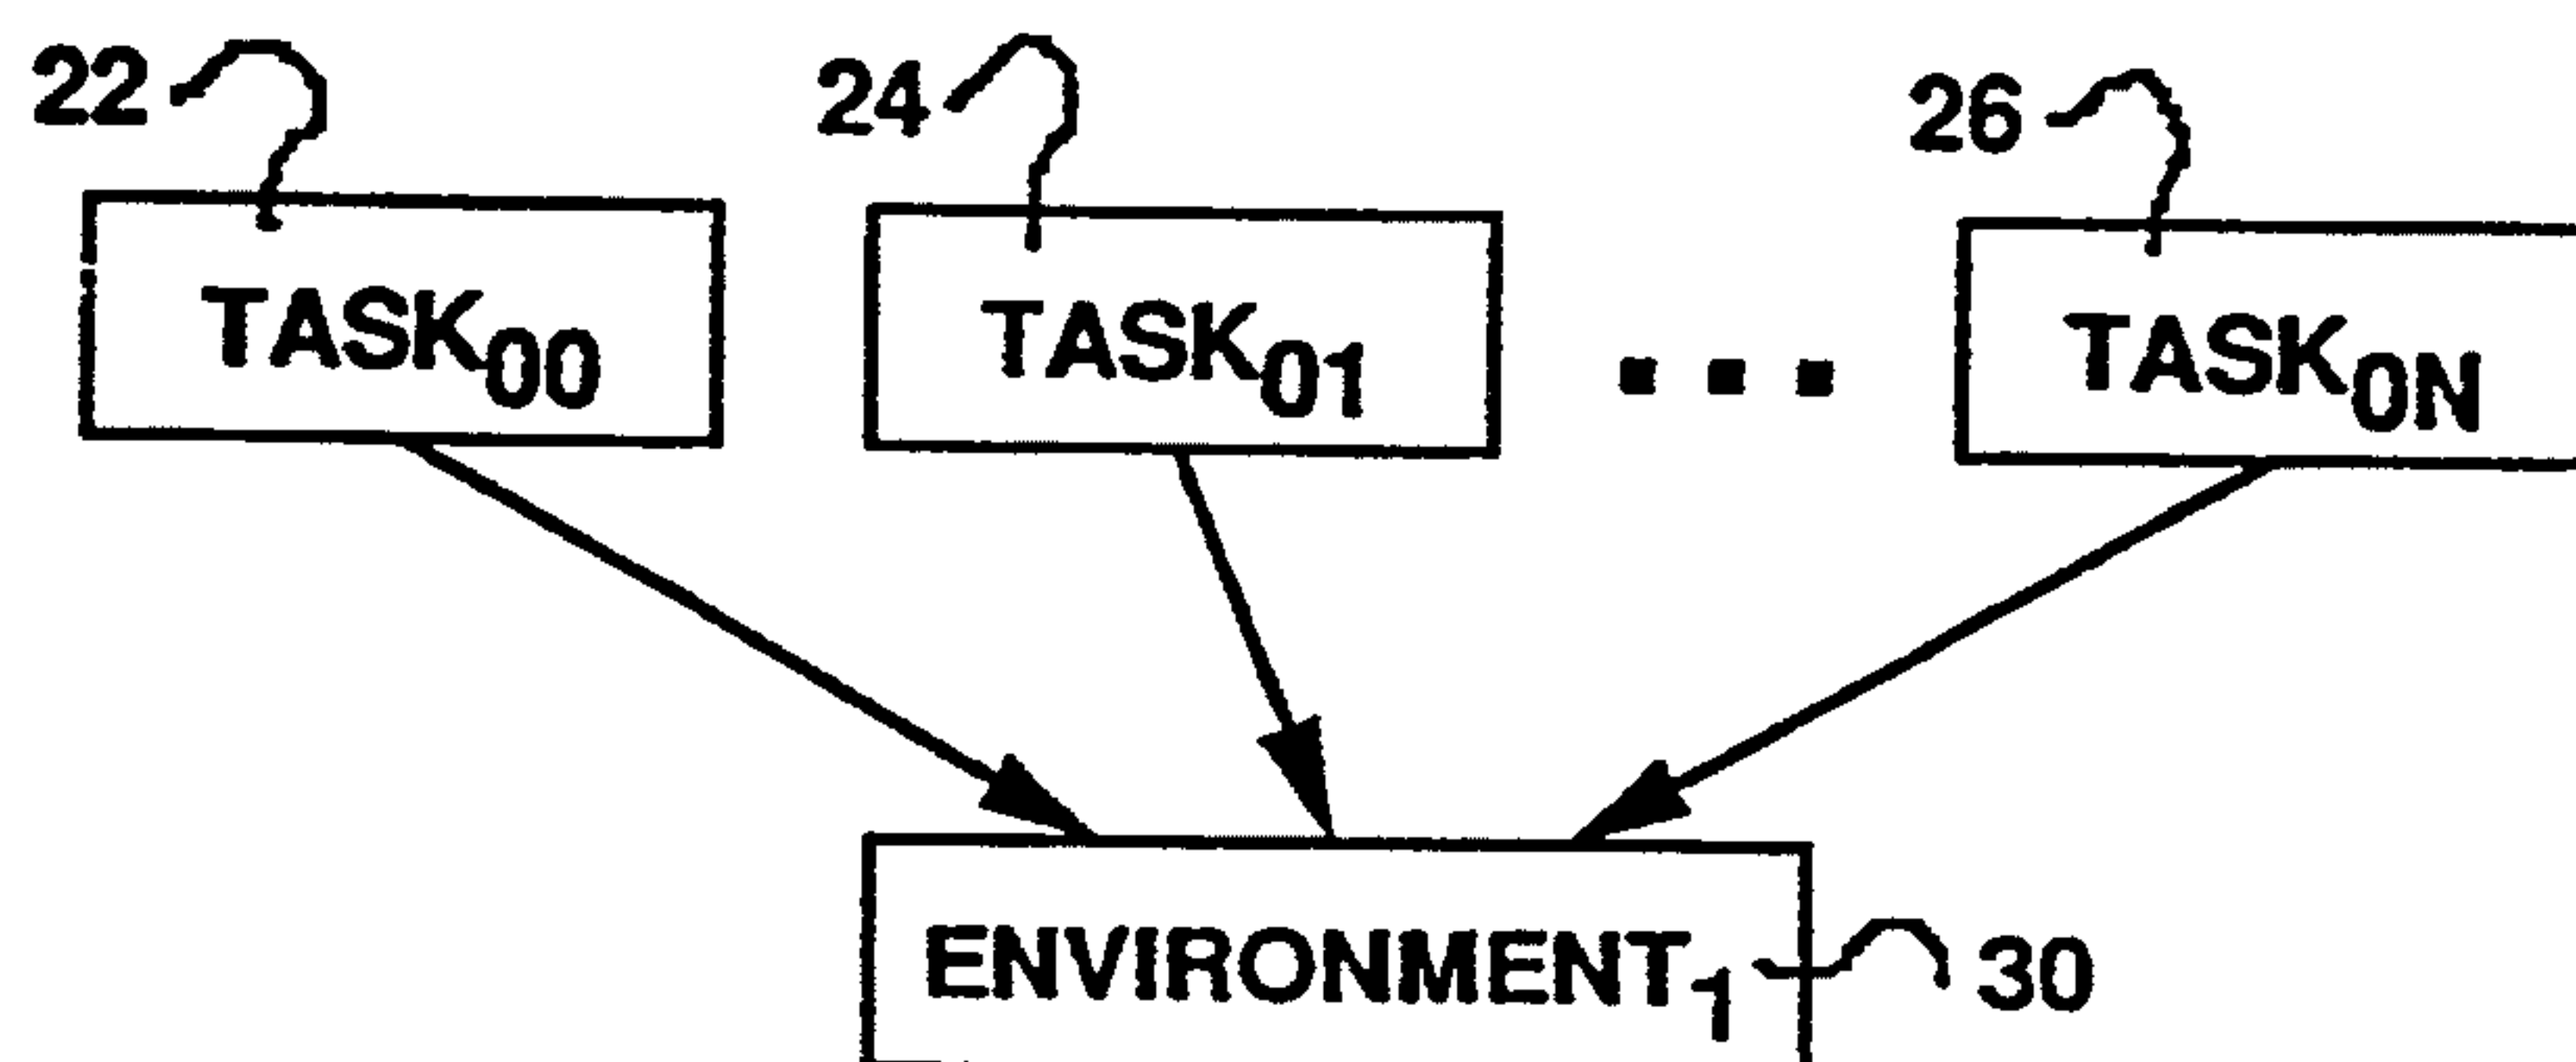 22 24 26
TASK₀₀ TASK₀₁ ... TASK₀N
ENVIRONMENT₁ 30